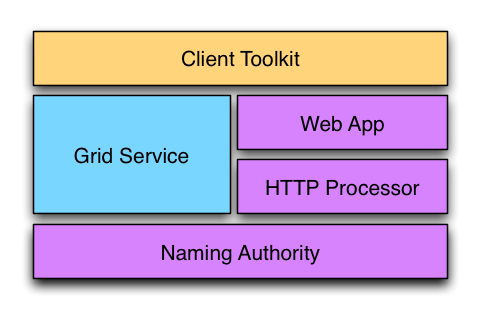 Client Toolkit
Grid Service
Web App
HTTP Processor
Naming Authority